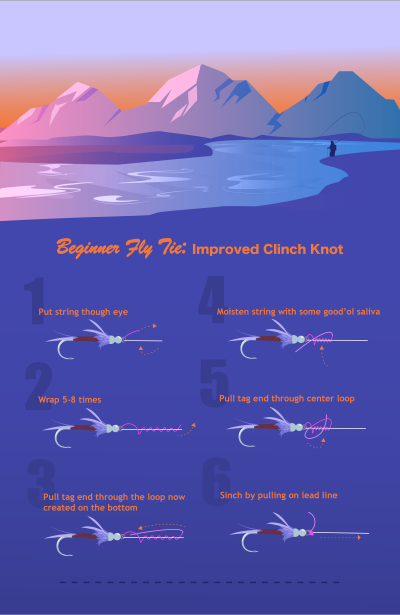 Beginner Fly Tie: Improved Clinch Knot
1
Put string though eye
2
Wrap 5-8 times
3
Pull tag end through the loop now
created on the bottom
4
Moisten string with some good'ol saliva
5
Pull tag end through center loop
6
Sinch by pulling on lead line